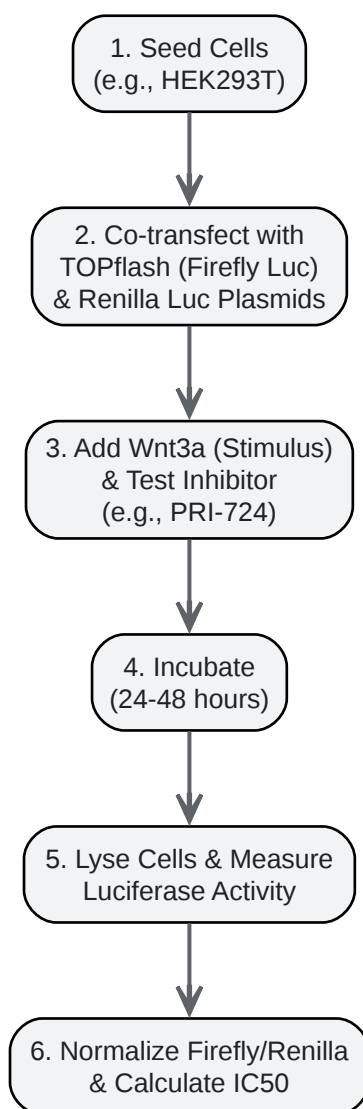 1. Seed Cells
(e.g., HEK293T)
2. Co-transfect with
TOPflash (Firefly Luc)
& Renilla Luc Plasmids
3. Add Wnt3a (Stimulus)
& Test Inhibitor
(e.g., PRI-724)
4. Incubate
(24-48 hours)
5. Lyse Cells & Measure
Luciferase Activity
6. Normalize Firefly/Renilla
& Calculate IC50